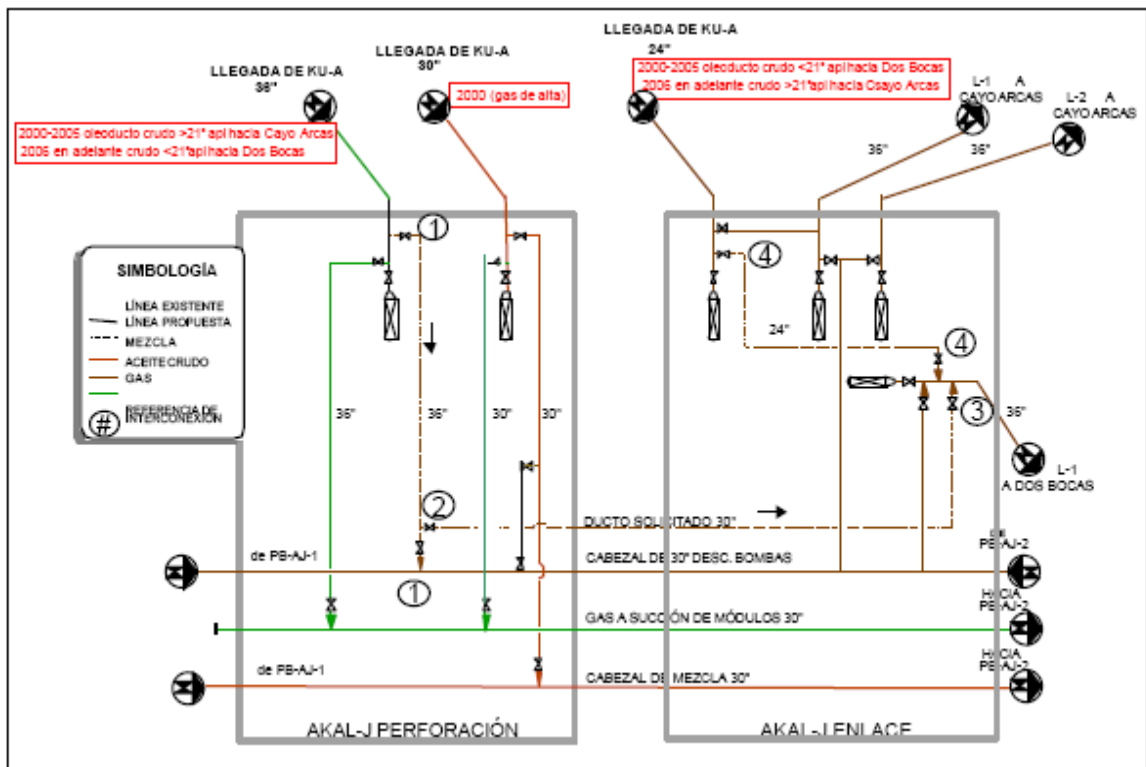 LLEGADA DE KU-A
36"
LLEGADA DE KU-A
30"
LLEGADA DE KU-A
24"
2000-2005 oleoducto crudo >21° api hacia Cayo Arcas
2006 en adelante crudo <21°api hacia Dos Bocas
2000 (gas de alta)
2000-2005 oleoducto crudo <21° api hacia Dos Bocas
2006 en adelante crudo >21°api hacia Csayo Arcas
L-1 A
CAYO ARCAS
L-2 A
CAYO ARCAS
36"
36"
SIMBOLOGÍA
LÍNEA EXISTENTE
LÍNEA PROPUESTA
MEZCLA
ACEITE CRUDO
GAS
REFERENCIA DE
INTERCONEXIÓN
#
1
4
24"
4
3
36"
36"
36"
30"
30"
L-1
A DOS BOCAS
2
DUCTO SOLICITADO 30"
de PB-AJ-1
CABEZAL DE 30" DESC. BOMBAS
DE
PB-AJ-2
1
GAS A SUCCIÓN DE MÓDULOS 30"
HACIA
PB-AJ-2
de PB-AJ-1
CABEZAL DE MEZCLA 30"
HACIA
PB-AJ-2
AKAL-J PERFORACIÓN
AKAL-J ENLACE